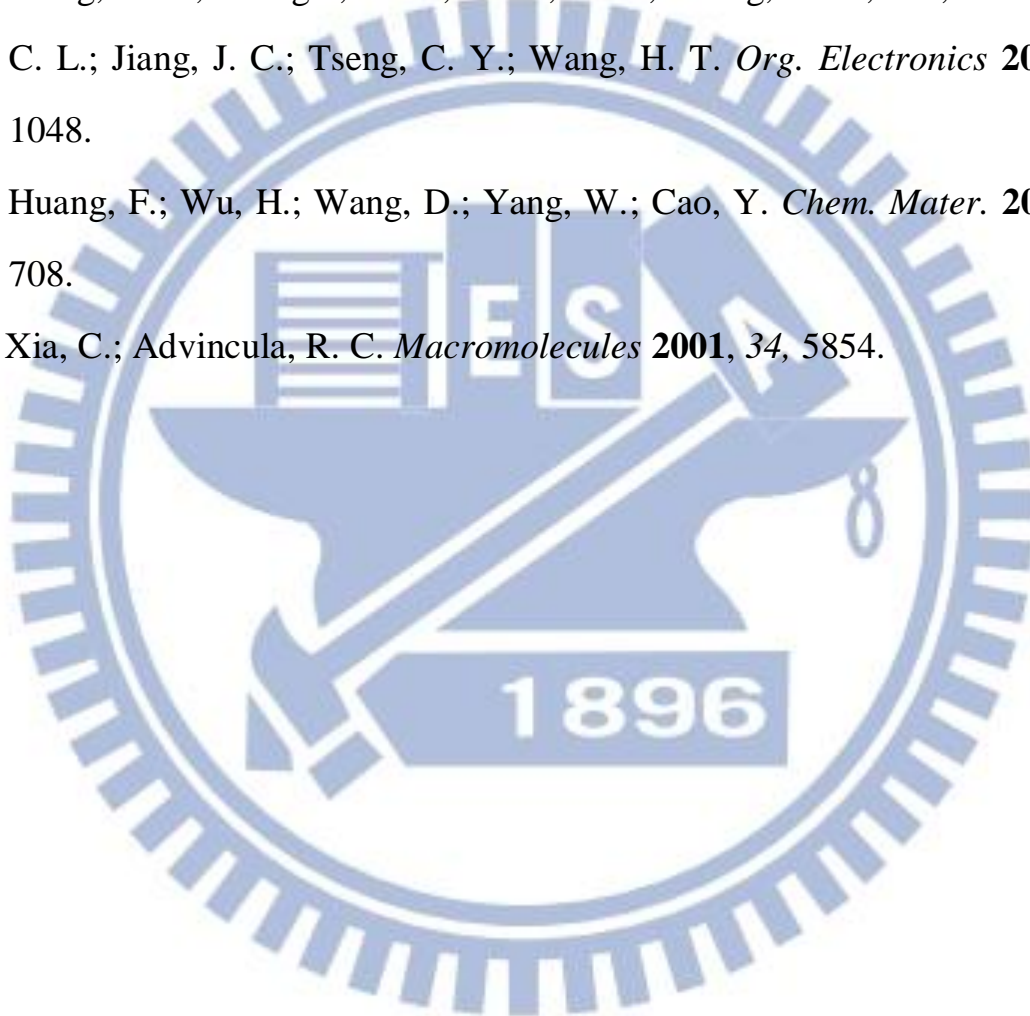 C. L.; Jiang, J. C.; Tseng, C. Y.; Wang, H. T. Org. Electronics
1048.
Huang, F.; Wu, H.; Wang, D.; Yang, W.; Cao, Y. Chem. Mater.
708.
E S A
Xia, C.; Advincula, R. C. Macromolecules 2001, 34, 5854.
1896